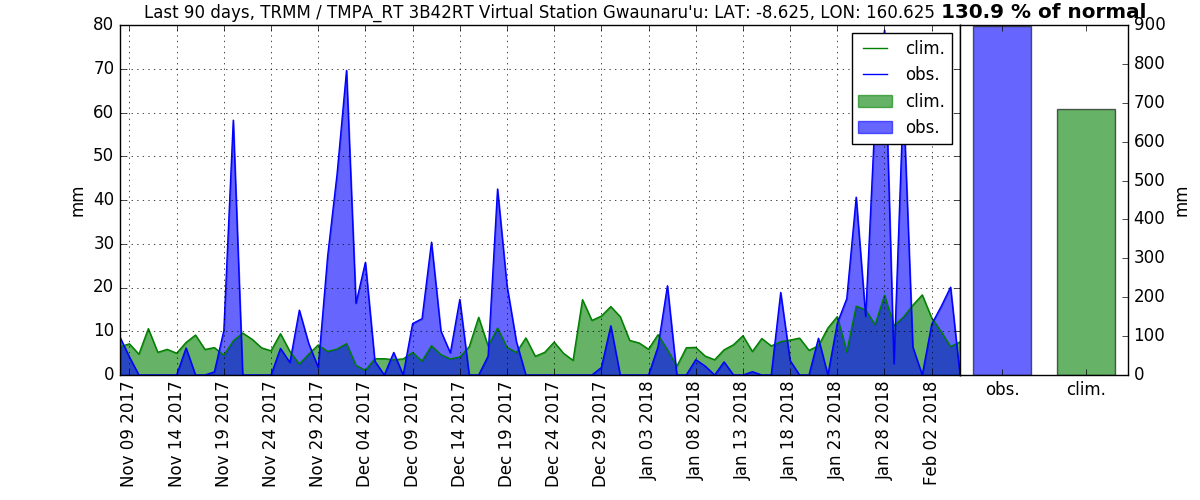 Last 90 days, TRMM / TMPA_RT 3B42RT Virtual Station Gwaunaru'u: LAT: -8.625, LON: 160.625 130.9 % of normal
80
70
60
50
40
30
20
10
0
mm
clim.
obs.
clim.
obs.
900
800
700
600
500
400
300
200
100
0
mm
Nov 09 2017
Nov 14 2017
Nov 19 2017
Nov 24 2017
Nov 29 2017
Dec 04 2017
Dec 09 2017
Dec 14 2017
Dec 19 2017
Dec 24 2017
Dec 29 2017
Jan 03 2018
Jan 08 2018
Jan 13 2018
Jan 18 2018
Jan 23 2018
Jan 28 2018
Feb 02 2018
obs.
clim.